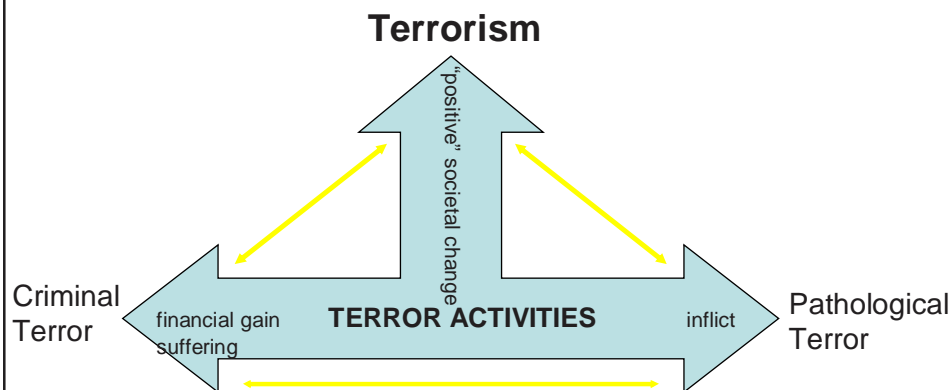 Terrorism
"positive" societal change
Criminal
Terror
financial gain
suffering
TERROR ACTIVITIES
inflict
Pathological
Terror